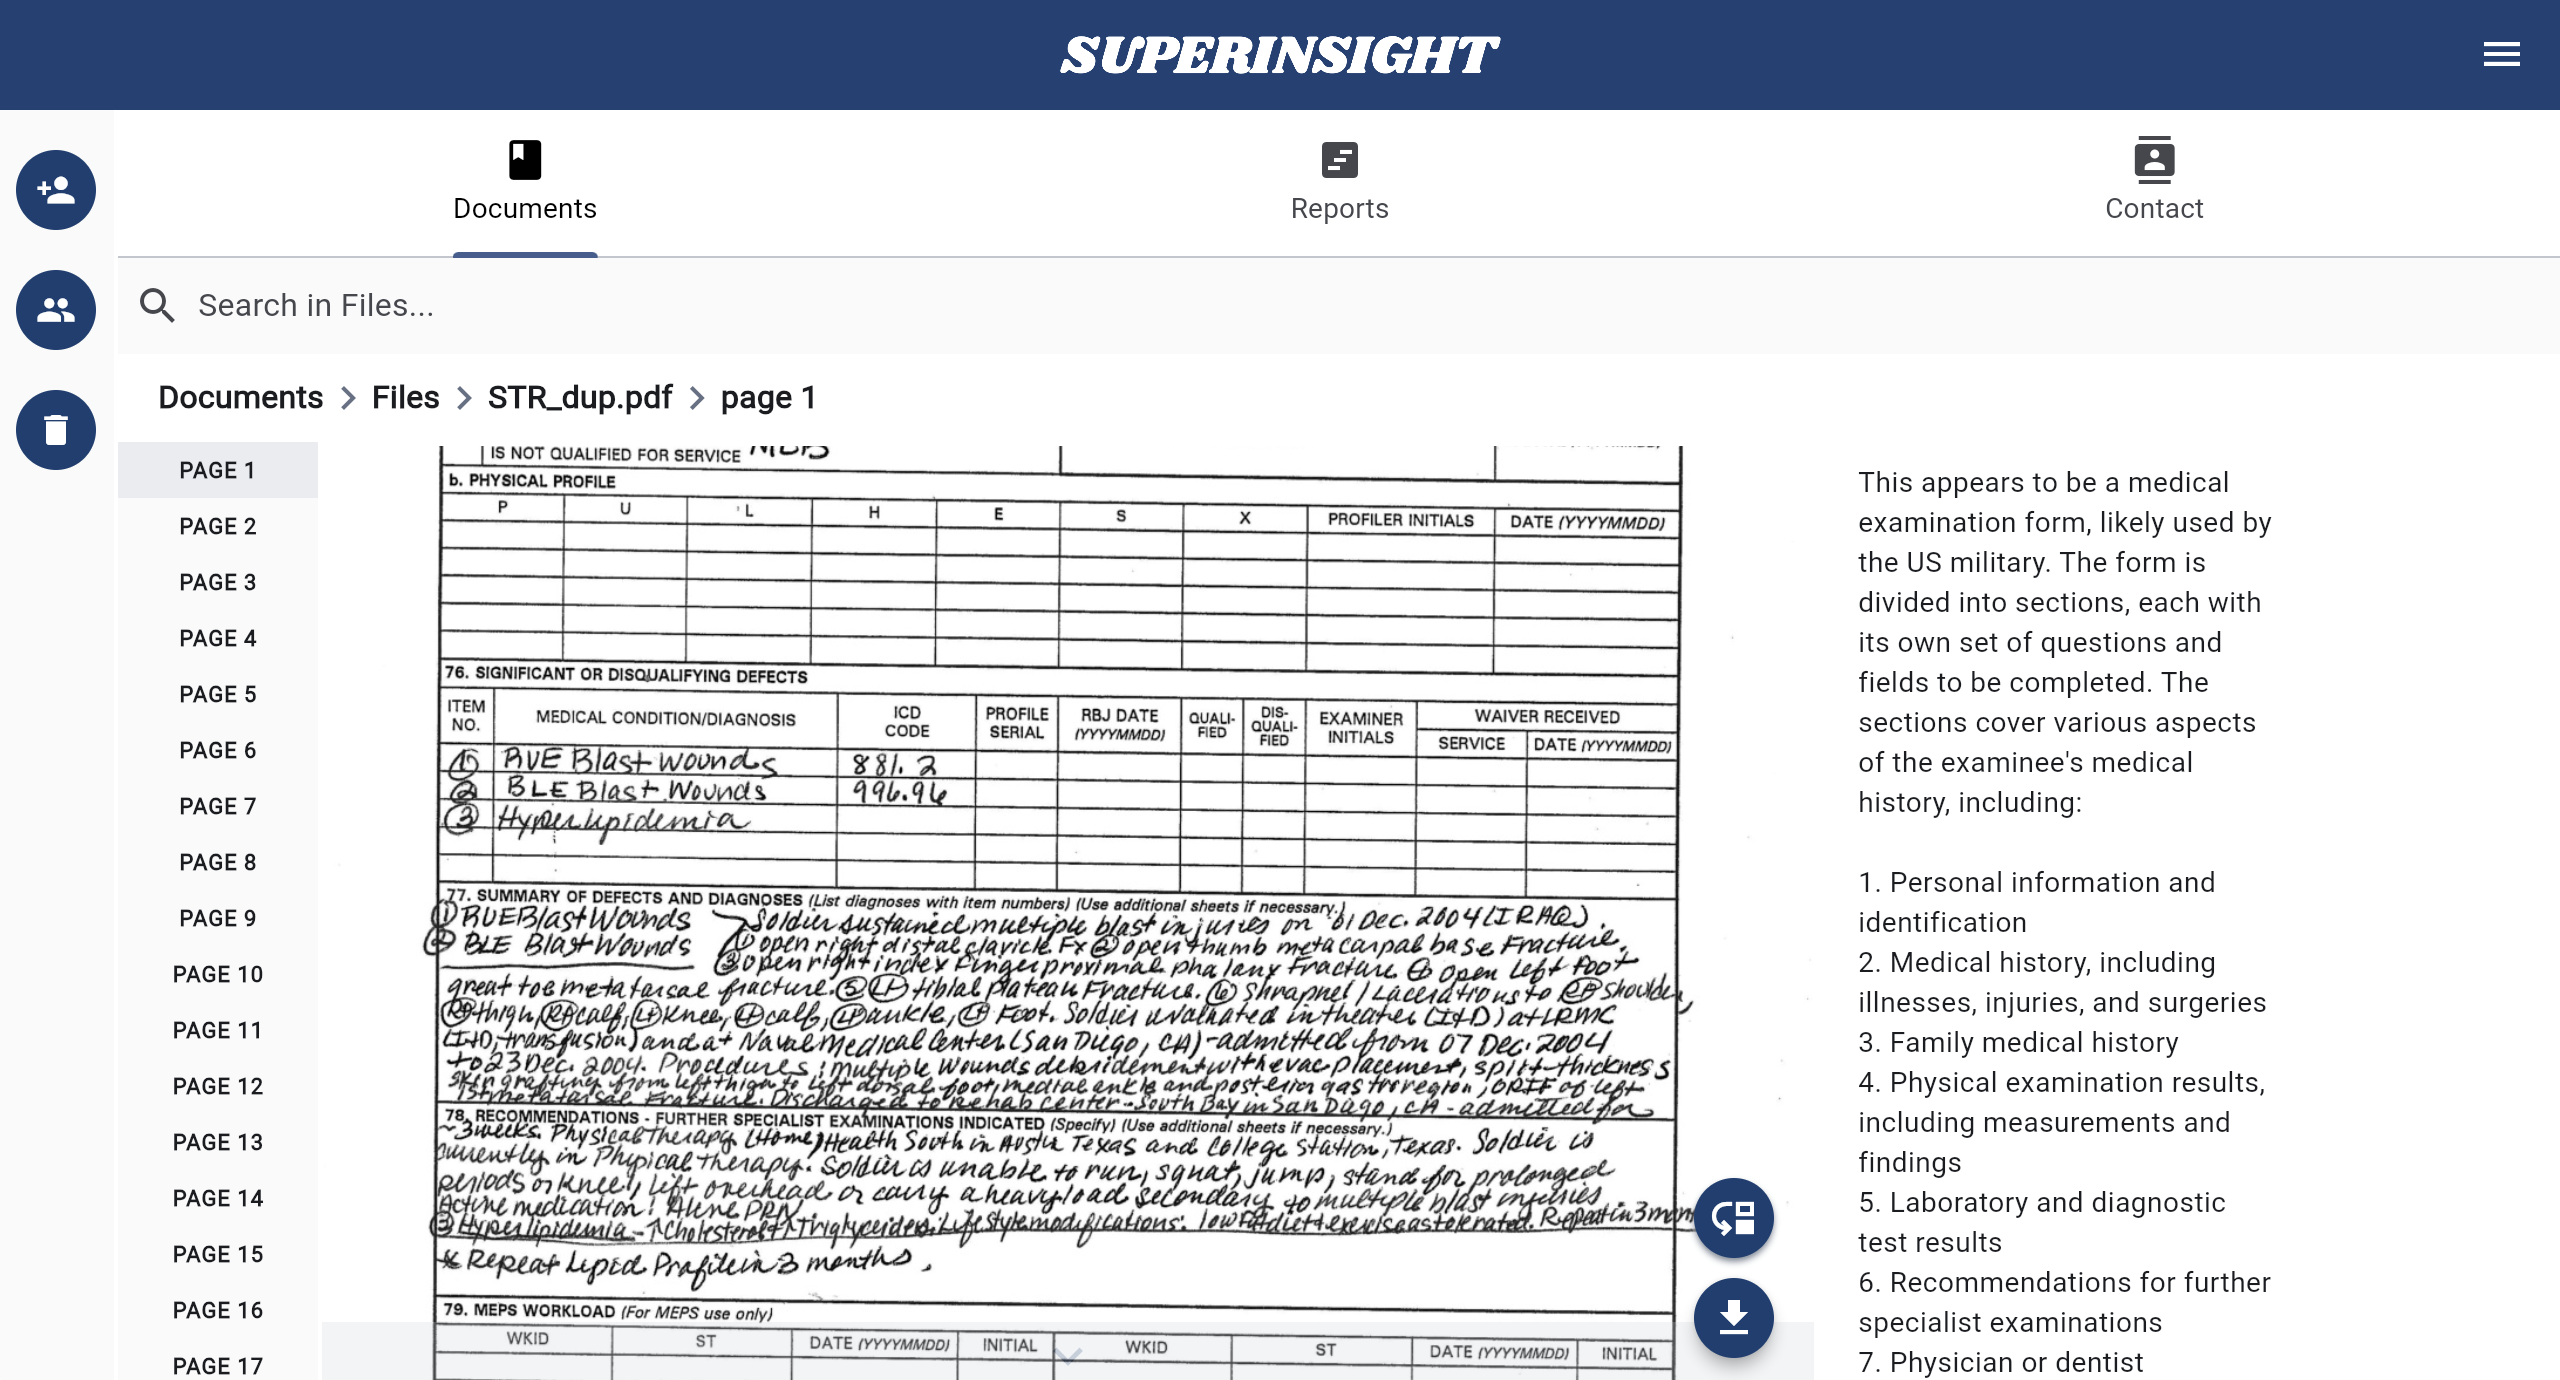 SUPERINSIGHT
Documents
Reports
Contact
Search in Files...
Documents > Files > STR_dup.pdf > page 1
PAGE 1
PAGE 2
PAGE 3
PAGE 4
PAGE 5
PAGE 6
PAGE 7
PAGE 8
PAGE 9
PAGE 10
PAGE 11
PAGE 12
PAGE 13
PAGE 14
PAGE 15
PAGE 16
PAGE 17
IS NOT QUALIFIED FOR SERVICE
b. PHYSICAL PROFILE
P U L H E S X PROFILER INITIALS DATE (YYYYMMDD)
76. SIGNIFICANT OR DISQUALIFYING DEFECTS
ITEM NO. MEDICAL CONDITION/DIAGNOSIS ICD CODE PROFILE SERIAL RBJ DATE (YYYYMMDD) QUALI-FIED DIS-QUALI-FIED EXAMINER INITIALS WAIVER RECEIVED
SERVICE DATE (YYYYMMDD)
① RUE Blast Wounds 881.2
② BLE Blast Wounds 996.96
③ Hyperlipidemia
77. SUMMARY OF DEFECTS AND DIAGNOSES (List diagnoses with item numbers) (Use additional sheets if necessary.)
① RUE Blast Wounds Soldier sustained multiple blast injuries on 01 Dec. 2004 (IRAQ).
② BLE Blast Wounds ① open right distal clavicle Fx ② open thumb metacarpal base Fracture,
③ open right index finger proximal phalanx Fracture ④ open left foot
great toe metatarsal fracture. ⑤ LT tibial plateau Fracture. ⑥ Shrapnel / Lacerations to RT shoulder,
RT thigh, RT calf, LT knee, LT calf, LT ankle, LT Foot. Soldier evaluated in theater (I+D) at LRMC
(I+D, transfusion) and at Naval Medical Center (San Diego, CA) - admitted from 07 Dec. 2004
to 23 Dec. 2004. Procedures: multiple Wounds debridement with vac placement, split-thickness
skin grafting from left thigh to left dorsal foot, medial ankle and posterior gastroc region, ORIF of left
1st metatarsal Fracture. Discharged to rehab center - South Bay in San Diego, CA - admitted for
78. RECOMMENDATIONS - FURTHER SPECIALIST EXAMINATIONS INDICATED (Specify) (Use additional sheets if necessary.)
~3 weeks. Physical therapy (Home) Health South in Austin Texas and College Station, Texas. Soldier is
currently in Physical therapy. Soldier is unable to run, squat, jump, stand for prolonged
periods or kneel, lift overhead or carry a heavy load secondary to multiple blast injuries.
Active medication: Aleve PRN.
③ Hyperlipidemia - ↑Cholesterol ↑Triglycerides: Lifestyle modifications: low fat diet + exercise as tolerated. Repeat in 3 mon
* Repeat Lipid Profile in 3 months.
79. MEPS WORKLOAD (For MEPS use only)
WKID ST DATE (YYYYMMDD) INITIAL WKID ST DATE (YYYYMMDD) INITIAL
This appears to be a medical
examination form, likely used by
the US military. The form is
divided into sections, each with
its own set of questions and
fields to be completed. The
sections cover various aspects
of the examinee's medical
history, including:
1. Personal information and
identification
2. Medical history, including
illnesses, injuries, and surgeries
3. Family medical history
4. Physical examination results,
including measurements and
findings
5. Laboratory and diagnostic
test results
6. Recommendations for further
specialist examinations
7. Physician or dentist